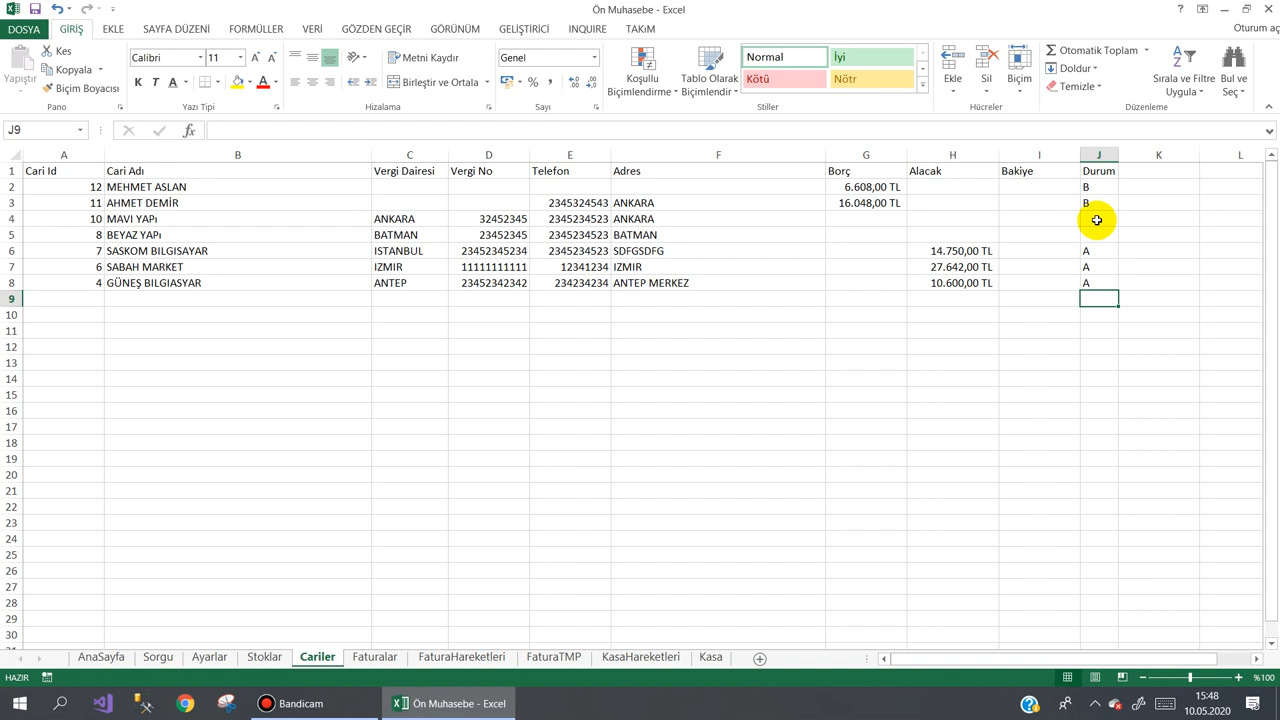 Ön Muhasebe - Excel
Oturum aç
DOSYA GİRİŞ EKLE SAYFA DÜZENİ FORMÜLLER VERİ GÖZDEN GEÇİR GÖRÜNÜM GELİŞTİRİCİ INQUIRE TAKıM
Yapıştır
Kes
Kopyala
Biçim Boyacısı
Pano
Calibri 11
K T A
Yazı Tipi
Metni Kaydır
Birleştir ve Ortala
Hizalama
Genel
%
Sayı
Koşullu Biçimlendirme
Tablo Olarak Biçimlendir
Normal İyi
Kötü Nötr
Stiller
Ekle Sil Biçim
Hücreler
Otomatik Toplam
Doldur
Temizle
Sırala ve Filtre Uygula
Bul ve Seç
Düzenleme
J9 fx
A B C D E F G H I J K L
1 Cari Id Cari Adı Vergi Dairesi Vergi No Telefon Adres Borç Alacak Bakiye Durum
2 12 MEHMET ASLAN 6.608,00 TL B
3 11 AHMET DEMİR 2345324543 ANKARA 16.048,00 TL B
4 10 MAVI YAPı ANKARA 32452345 2345234523 ANKARA
5 8 BEYAZ YAPı BATMAN 23452345 2345234523 BATMAN
6 7 SASKOM BILGISAYAR ISTANBUL 23452345234 2345234523 SDFGSDFG 14.750,00 TL A
7 6 SABAH MARKET IZMIR 11111111111 12341234 IZMIR 27.642,00 TL A
8 4 GÜNEŞ BILGIASYAR ANTEP 23452342342 234234234 ANTEP MERKEZ 10.600,00 TL A
9
10
11
12
13
14
15
16
17
18
19
20
21
22
23
24
25
26
27
28
29
30
AnaSayfa Sorgu Ayarlar Stoklar Cariler Faturalar FaturaHareketleri FaturaTMP KasaHareketleri Kasa
HAZIR %100
Bandicam Ön Muhasebe - Excel
15:48
10.05.2020